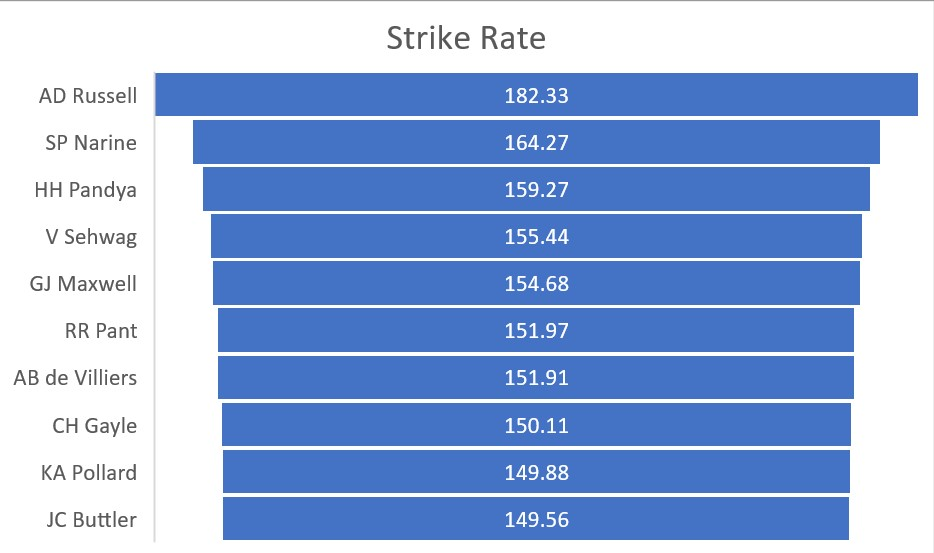 Strike Rate
AD Russell 182.33
SP Narine 164.27
HH Pandya 159.27
V Sehwag 155.44
GJ Maxwell 154.68
RR Pant 151.97
AB de Villiers 151.91
CH Gayle 150.11
KA Pollard 149.88
JC Buttler 149.56